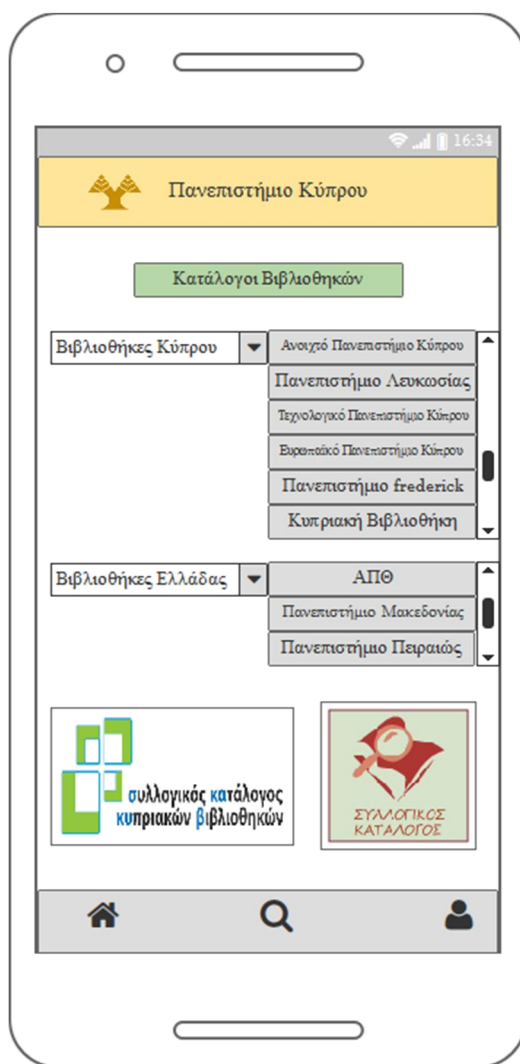 16:34
Πανεπιστήμιο Κύπρου
Κατάλογοι Βιβλιοθηκών
Βιβλιοθήκες Κύπρου
Ανοιχτό Πανεπιστήμιο Κύπρου
Πανεπιστήμιο Λευκωσίας
Τεχνολογικό Πανεπιστήμιο Κύπρου
Ευρωπαϊκό Πανεπιστήμιο Κύπρου
Πανεπιστήμιο frederick
Κυπριακή Βιβλιοθήκη
Βιβλιοθήκες Ελλάδας
ΑΠΘ
Πανεπιστήμιο Μακεδονίας
Πανεπιστήμιο Πειραιώς
συλλογικός κατάλογος
κυπριακών βιβλιοθηκών
ΣΥΛΛΟΓΙΚΟΣ
ΚΑΤΑΛΟΓΟΣ